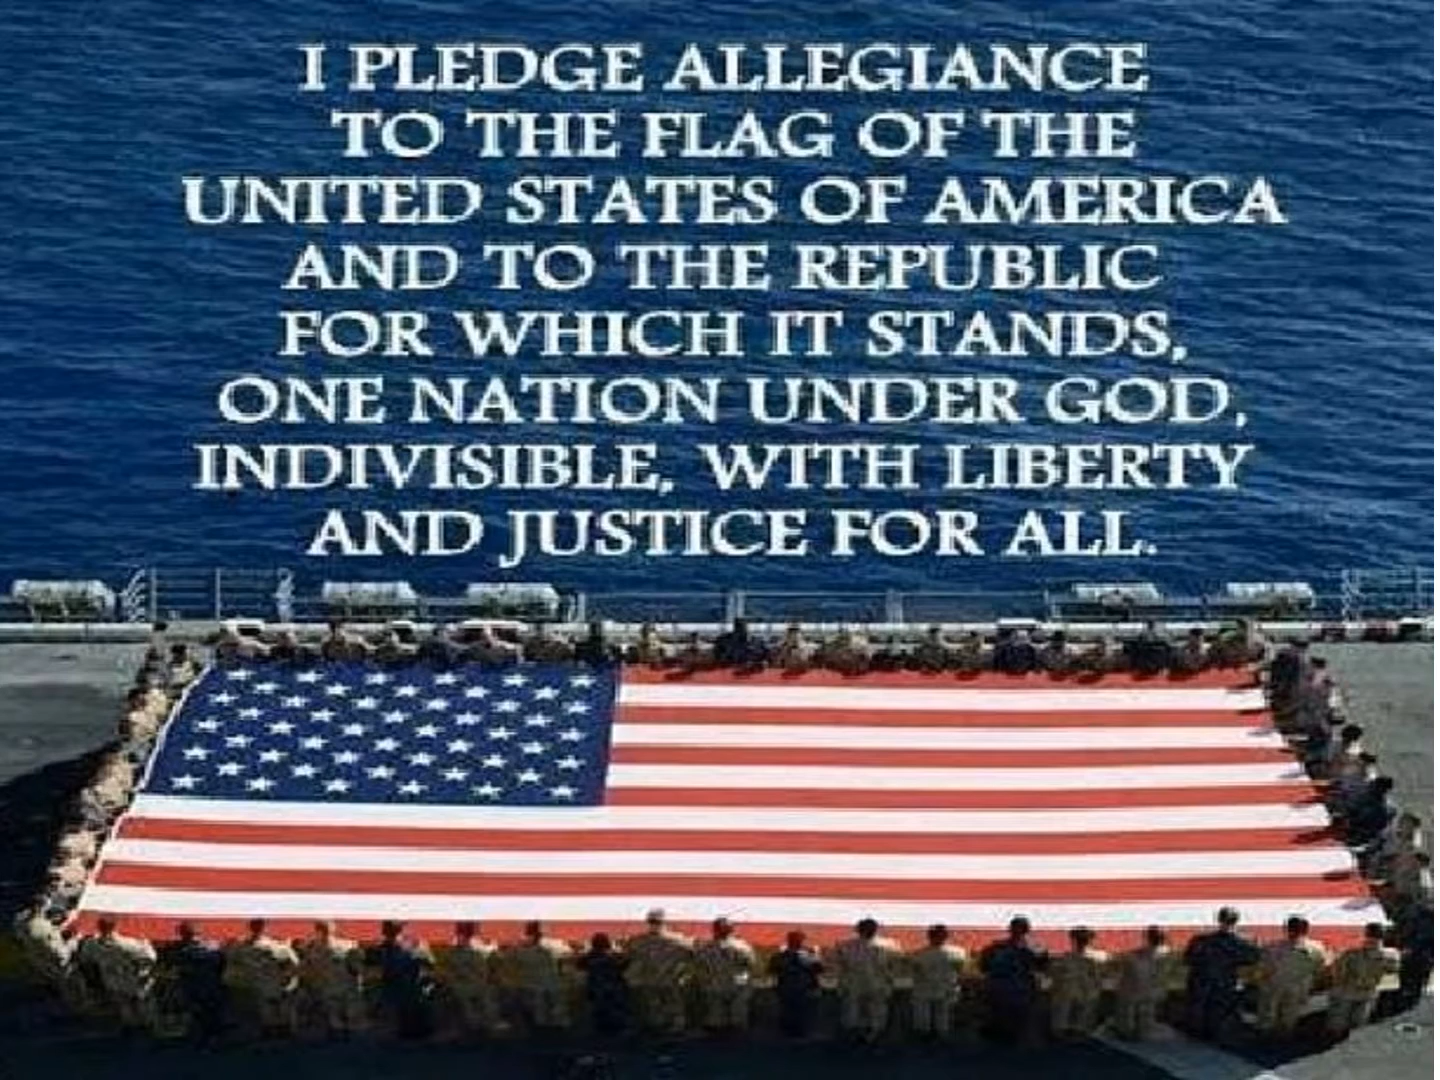 I PLEDGE ALLEGIANCE
TO THE FLAG OF THE
UNITED STATES OF AMERICA
AND TO THE REPUBLIC
FOR WHICH IT STANDS,
ONE NATION UNDER GOD,
INDIVISIBLE, WITH LIBERTY
AND JUSTICE FOR ALL.